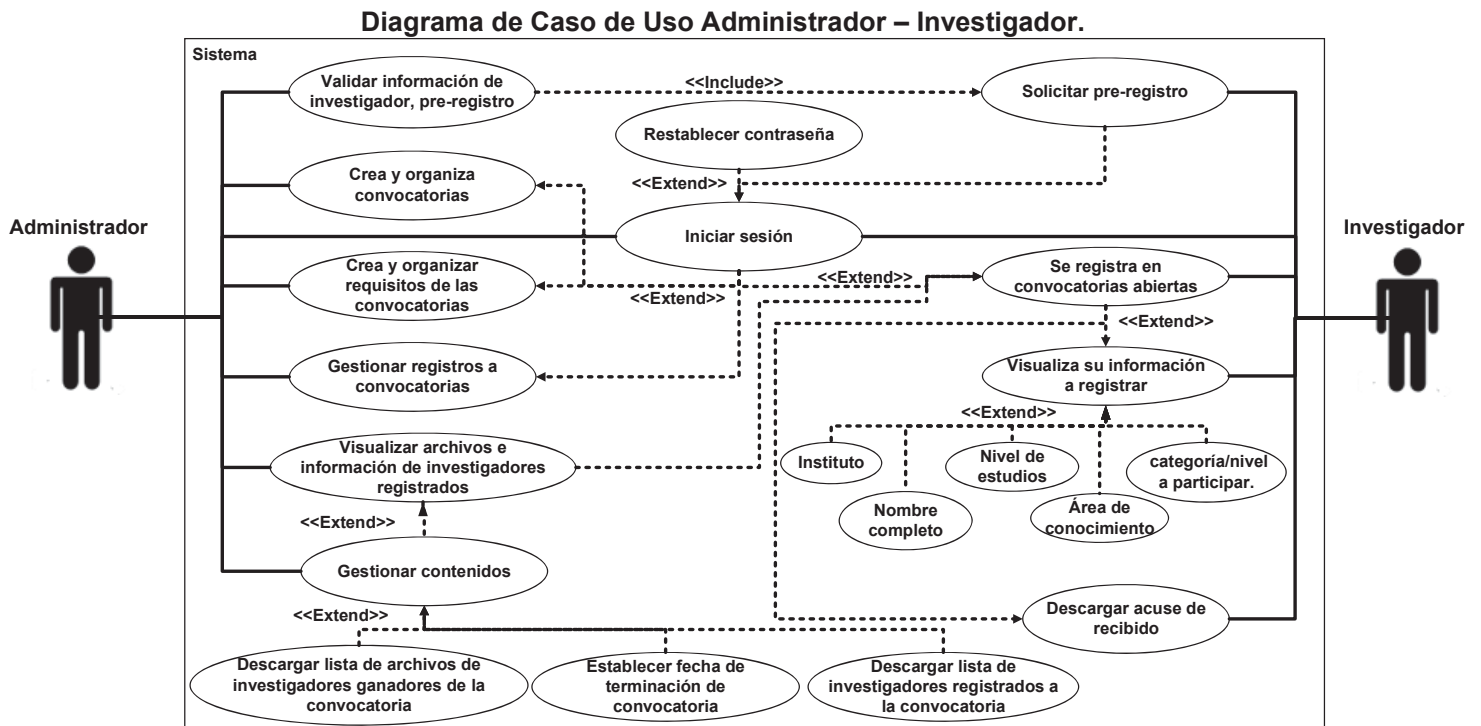 Diagrama de Caso de Uso Administrador – Investigador.
Sistema
Validar información de
investigador, pre-registro
<<Include>>
Solicitar pre-registro
Restablecer contraseña
<<Extend>>
Crea y organiza
convocatorias
Administrador
Iniciar sesión
Investigador
Crea y organizar
requisitos de las
convocatorias
<<Extend>>
<<Extend>>
Se registra en
convocatorias abiertas
<<Extend>>
Gestionar registros a
convocatorias
Visualiza su información
a registrar
<<Extend>>
Visualizar archivos e
información de investigadores
registrados
Instituto
Nivel de
estudios
categoría/nivel
a participar.
Nombre
completo
Área de
conocimiento
<<Extend>>
Gestionar contenidos
<<Extend>>
Descargar acuse de
recibido
Descargar lista de archivos de
investigadores ganadores de la
convocatoria
Establecer fecha de
terminación de
convocatoria
Descargar lista de
investigadores registrados a
la convocatoria